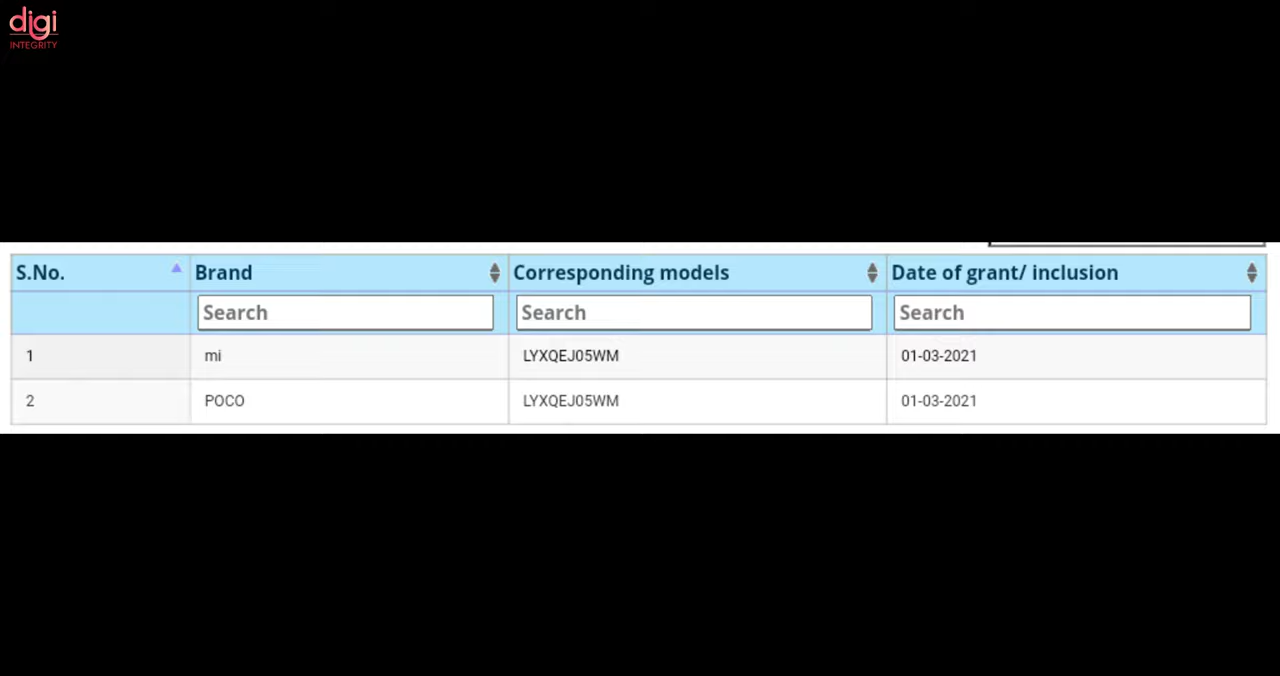 digi
INTEGRITY
S.No. Brand Corresponding models Date of grant/ inclusion
Search Search Search
1 mi LYXQEJ05WM 01-03-2021
2 POCO LYXQEJ05WM 01-03-2021